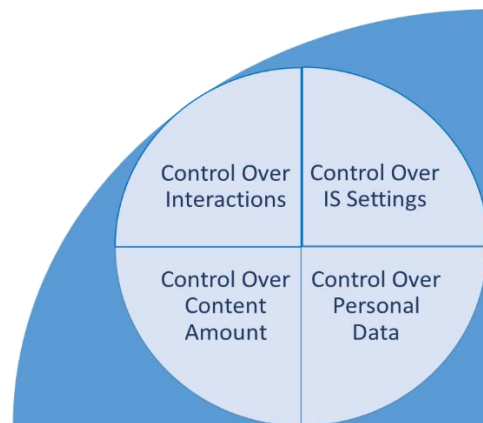 Control Over
Interactions
Control Over
IS Settings
Control Over
Content
Amount
Control Over
Personal
Data